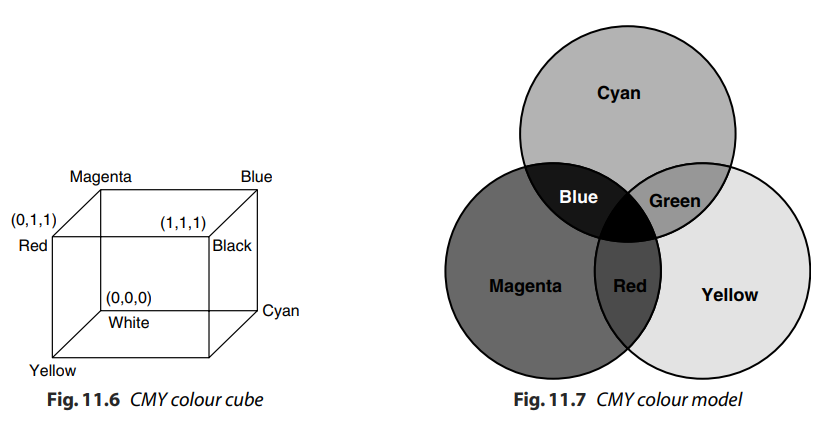 Magenta
Blue
(0,1,1)
(1,1,1)
Red
Black
(0,0,0)
White
Cyan
Yellow
Fig. 11.6 CMY colour cube
Cyan
Blue
Green
Magenta
Red
Yellow
Fig. 11.7 CMY colour model